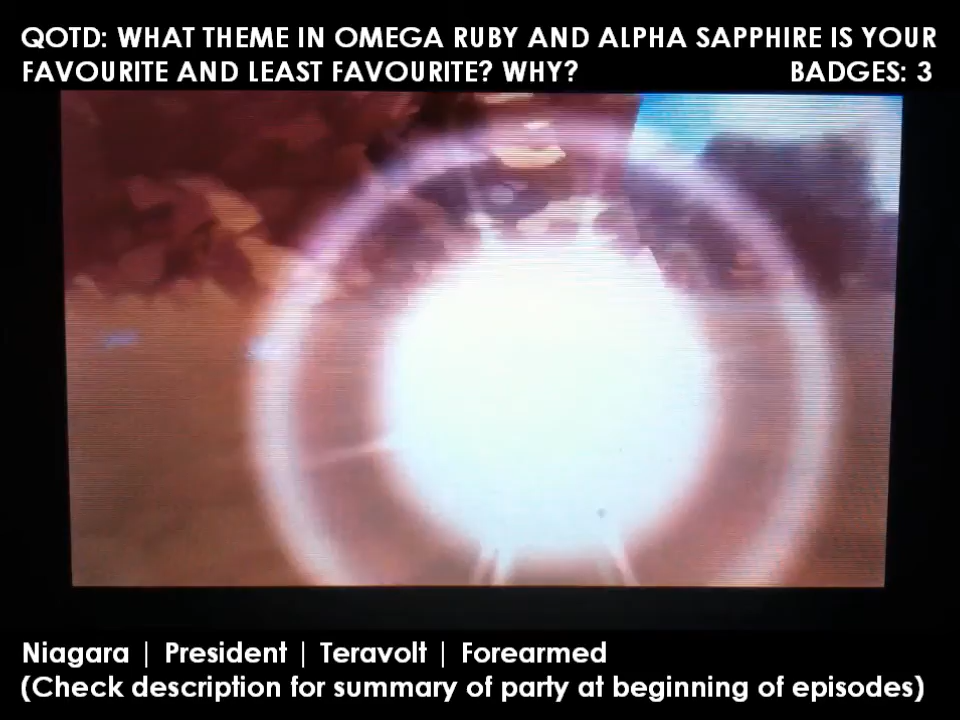 QOTD: WHAT THEME IN OMEGA RUBY AND ALPHA SAPPHIRE IS YOUR
FAVOURITE AND LEAST FAVOURITE? WHY? BADGES: 3
Niagara | President | Teravolt | Forearmed
(Check description for summary of party at beginning of episodes)